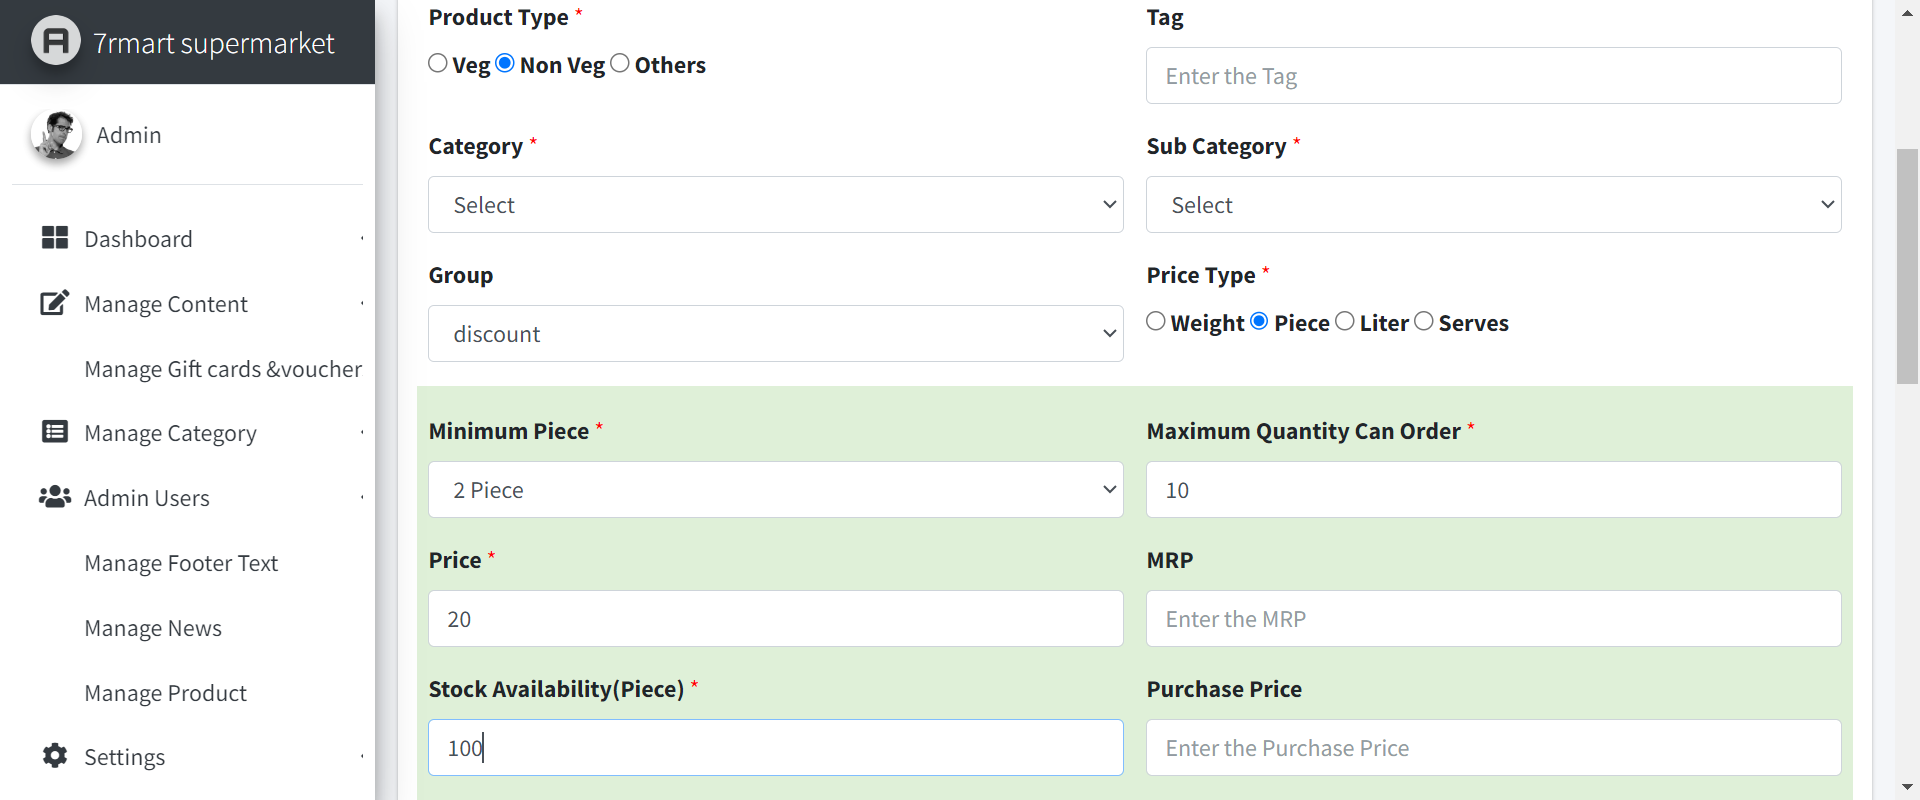 7rmart supermarket
Admin
Dashboard
Manage Content
Manage Gift cards &voucher
Manage Category
Admin Users
Manage Footer Text
Manage News
Manage Product
Settings
Product Type *
Veg Non Veg Others
Tag
Enter the Tag
Category *
Select
Sub Category *
Select
Group
discount
Price Type *
Weight Piece Liter Serves
Minimum Piece *
2 Piece
Maximum Quantity Can Order *
10
Price *
20
MRP
Enter the MRP
Stock Availability(Piece) *
100
Purchase Price
Enter the Purchase Price